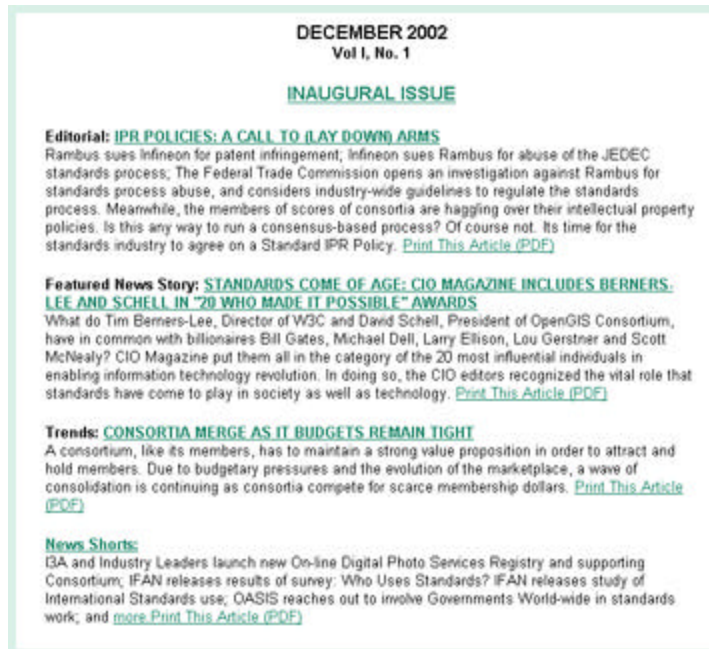 DECEMBER 2002
Vol I, No. 1
INAUGURAL ISSUE
Editorial: IPR POLICIES: A CALL TO (LAY DOWN) ARMS
Rambus sues Infineon for patent infringement; Infineon sues Rambus for abuse of the JEDEC
standards process; The Federal Trade Commission opens an investigation against Rambus for
standards process abuse, and considers industry-wide guidelines to regulate the standards
process. Meanwhile, the members of scores of consortia are haggling over their intellectual property
policies. Is this any way to run a consensus-based process? Of course not. Its time for the
standards industry to agree on a Standard IPR Policy. Print This Article (PDF)
Featured News Story: STANDARDS COME OF AGE: CIO MAGAZINE INCLUDES BERNERS-
LEE AND SCHELL IN "20 WHO MADE IT POSSIBLE" AWARDS
What do Tim Berners-Lee, Director of W3C and David Schell, President of OpenGIS Consortium,
have in common with billionaires Bill Gates, Michael Dell, Larry Ellison, Lou Gerstner and Scott
McNealy? CIO Magazine put them all in the category of the 20 most influential individuals in
enabling information technology revolution. In doing so, the CIO editors recognized the vital role that
standards have come to play in society as well as technology. Print This Article (PDF)
Trends: CONSORTIA MERGE AS IT BUDGETS REMAIN TIGHT
A consortium, like its members, has to maintain a strong value proposition in order to attract and
hold members. Due to budgetary pressures and the evolution of the marketplace, a wave of
consolidation is continuing as consortia compete for scarce membership dollars. Print This Article
(PDF)
News Shorts:
I3A and Industry Leaders launch new On-line Digital Photo Services Registry and supporting
Consortium; IFAN releases results of survey: Who Uses Standards? IFAN releases study of
International Standards use; OASIS reaches out to involve Governments World-wide in standards
work; and more Print This Article (PDF)